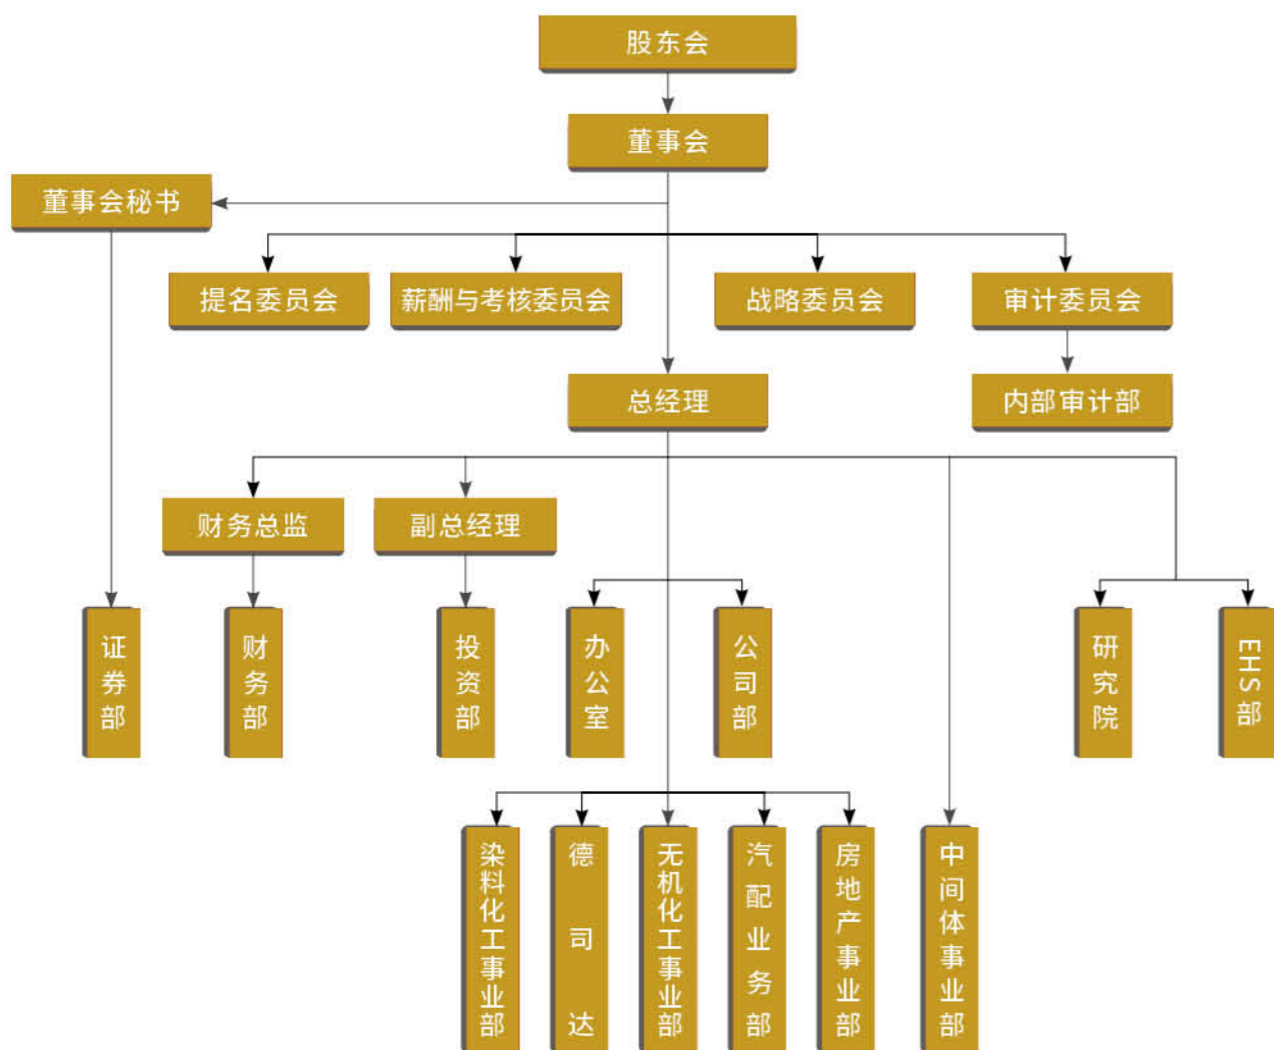 股东会
董事会
董事会秘书
提名委员会
薪酬与考核委员会
战略委员会
审计委员会
总经理
内部审计部
财务总监
副总经理
证券部
财务部
投资部
办公室
公司部
研究院
EHS部
染料化工事业部
德司达
无机化工事业部
汽配业务部
房地产事业部
中间体事业部